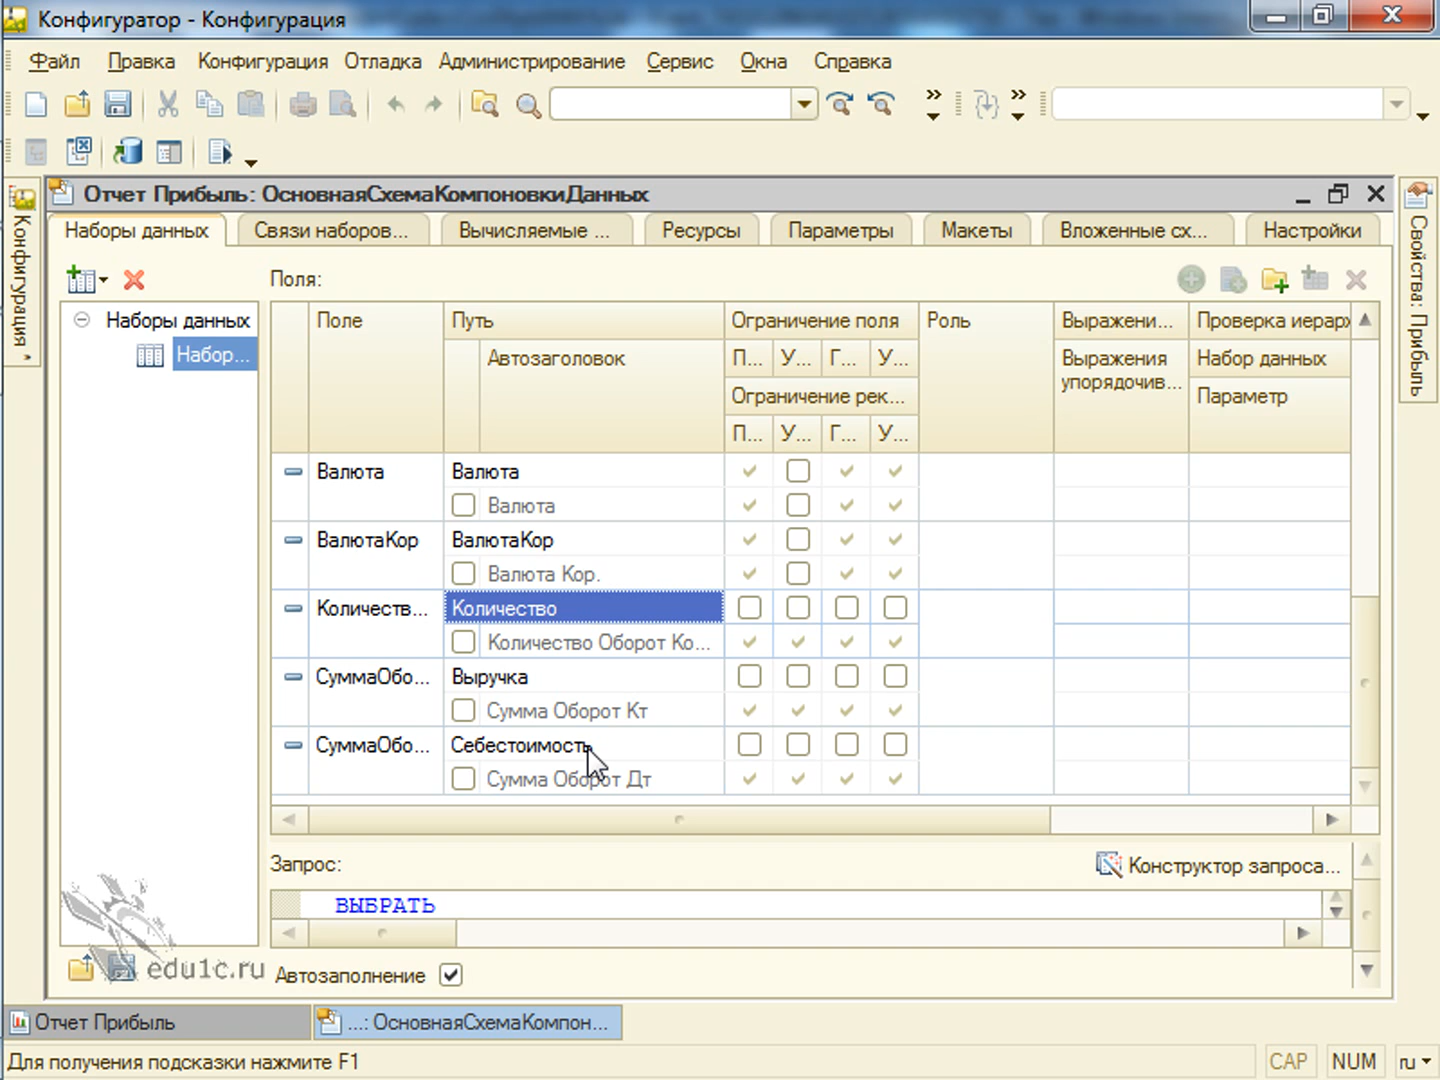 Конфигуратор - Конфигурация
Файл Правка Конфигурация Отладка Администрирование Сервис Окна Справка
Отчет Прибыль: ОсновнаяСхемаКомпоновкиДанных
Наборы данных Связи наборов... Вычисляемые ... Ресурсы Параметры Макеты Вложенные сх... Настройки
Конфигурация *
Свойства: Прибыль
Поля:
Наборы данных
Набор...
Поле Путь Ограничение поля Роль Выражени... Проверка иерарх
Автозаголовок П... У... Г... У... Выражения упорядочив... Набор данных
Ограничение рек... Параметр
П... У... Г... У...
Валюта Валюта
Валюта
ВалютаКор ВалютаКор
Валюта Кор.
Количеств... Количество
Количество Оборот Ко...
СуммаОбо... Выручка
Сумма Оборот Кт
СуммаОбо... Себестоимость
Сумма Оборот Дт
Запрос: Конструктор запроса...
ВЫБРАТЬ
edu1c.ru
Автозаполнение
Отчет Прибыль ...: ОсновнаяСхемаКомпон...
Для получения подсказки нажмите F1 CAP NUM ru